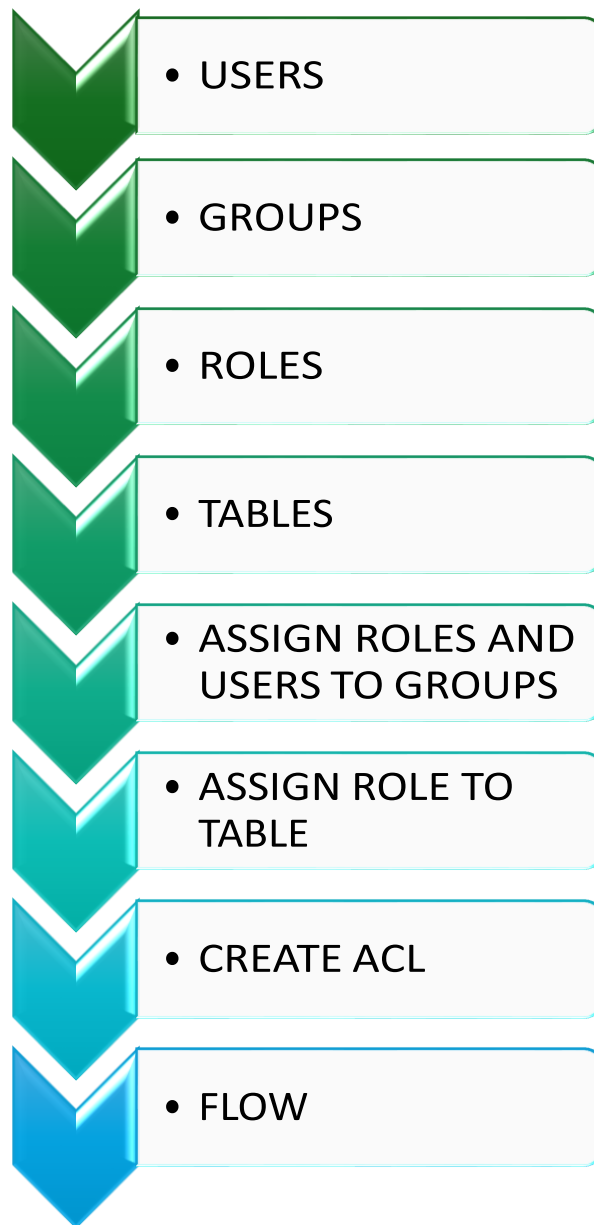 • USERS
• GROUPS
• ROLES
• TABLES
• ASSIGN ROLES AND
USERS TO GROUPS
• ASSIGN ROLE TO
TABLE
• CREATE ACL
• FLOW